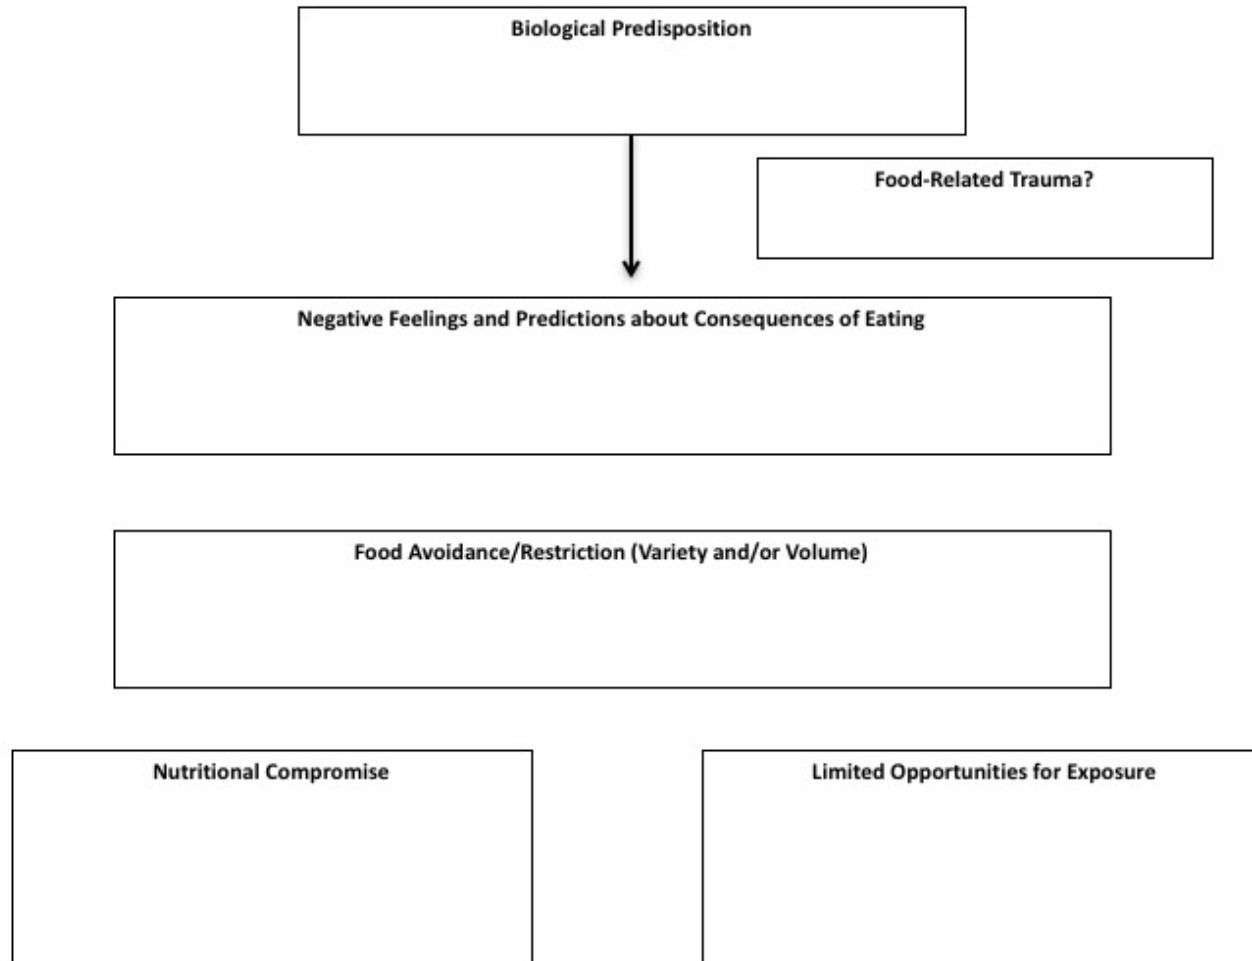 Biological Predisposition
Food-Related Trauma?
Negative Feelings and Predictions about Consequences of Eating
Food Avoidance/Restriction (Variety and/or Volume)
Nutritional Compromise
Limited Opportunities for Exposure